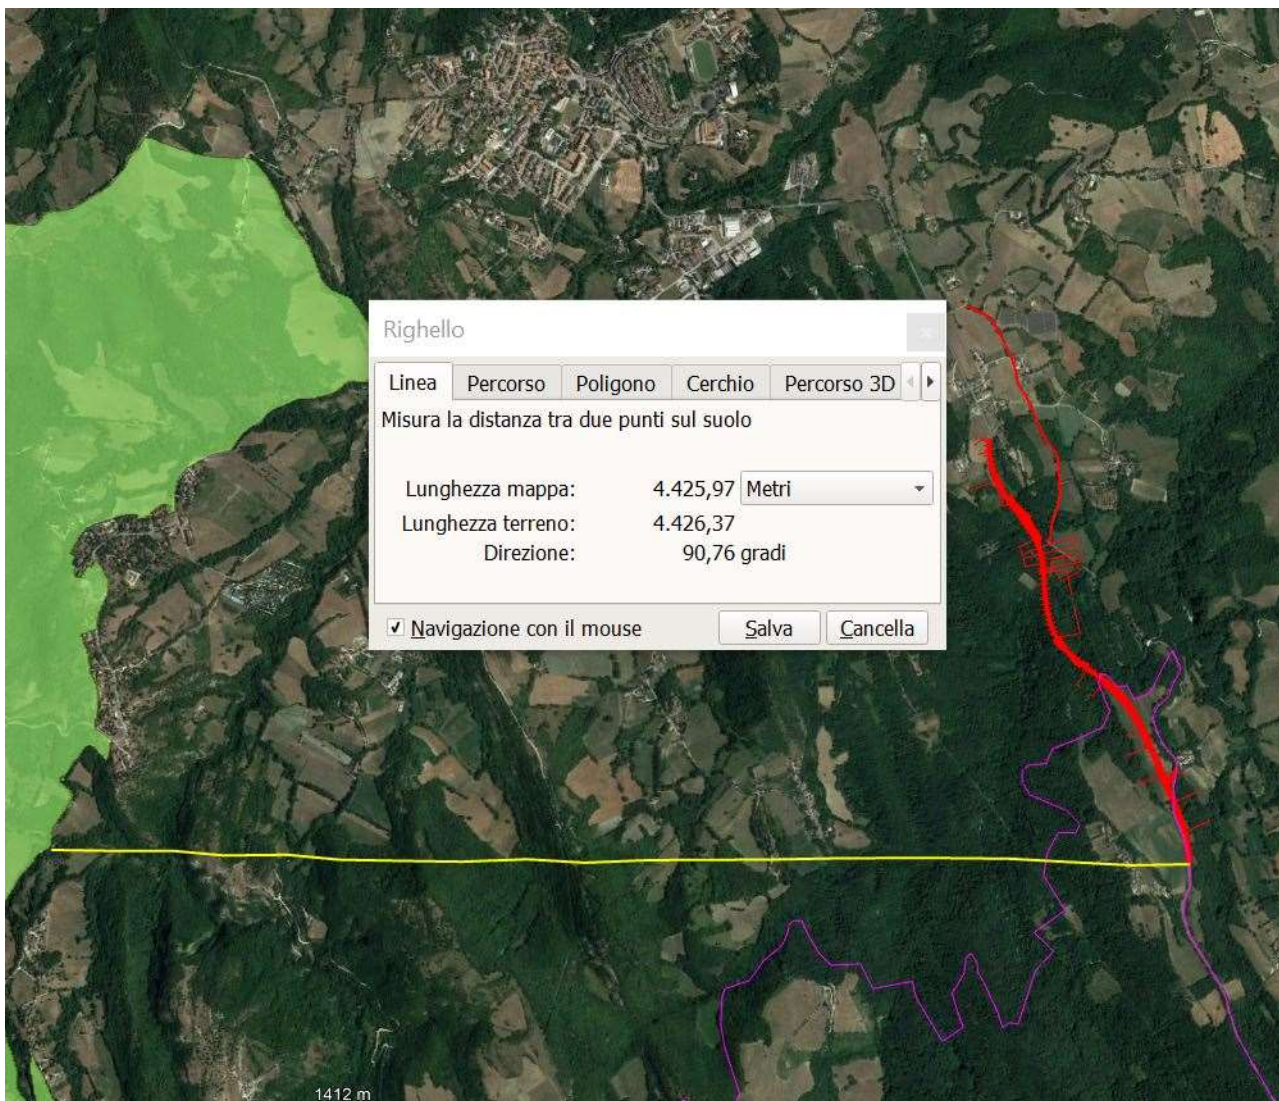 Righello
Linea Percorso Poligono Cerchio Percorso 3D
Misura la distanza tra due punti sul suolo
Lunghezza mappa: 4.425,97 Metri
Lunghezza terreno: 4.426,37
Direzione: 90,76 gradi
Navigazione con il mouse Salva Cancella
1412 m